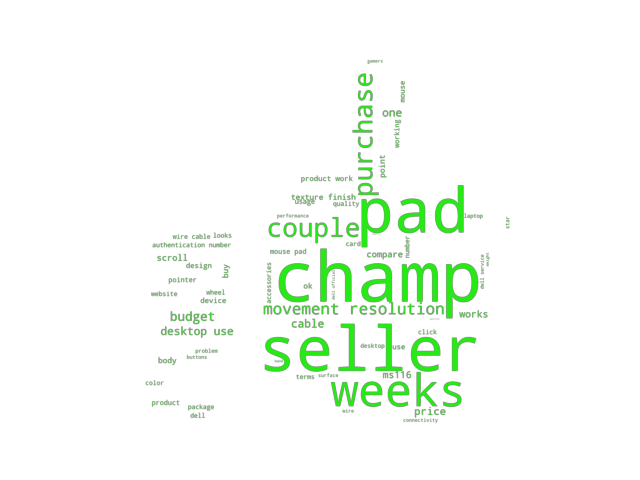 gamers
purchase
mouse
one
working
point
product work
texture finish
usage
quality
pad
performance
laptop
star
couple
wire cable
looks
authentication number
card
number
mouse pad
compare
scroll
design
buy
accessories
champ
dell service
weight
pointer
ok
dell official
website
wheel
device
movement resolution
works
budget
cable
desktop use
click
seller
problem
desktop
use
buttons
body
terms
surface
ms116
weeks
color
product
package
dell
wire
price
connectivity